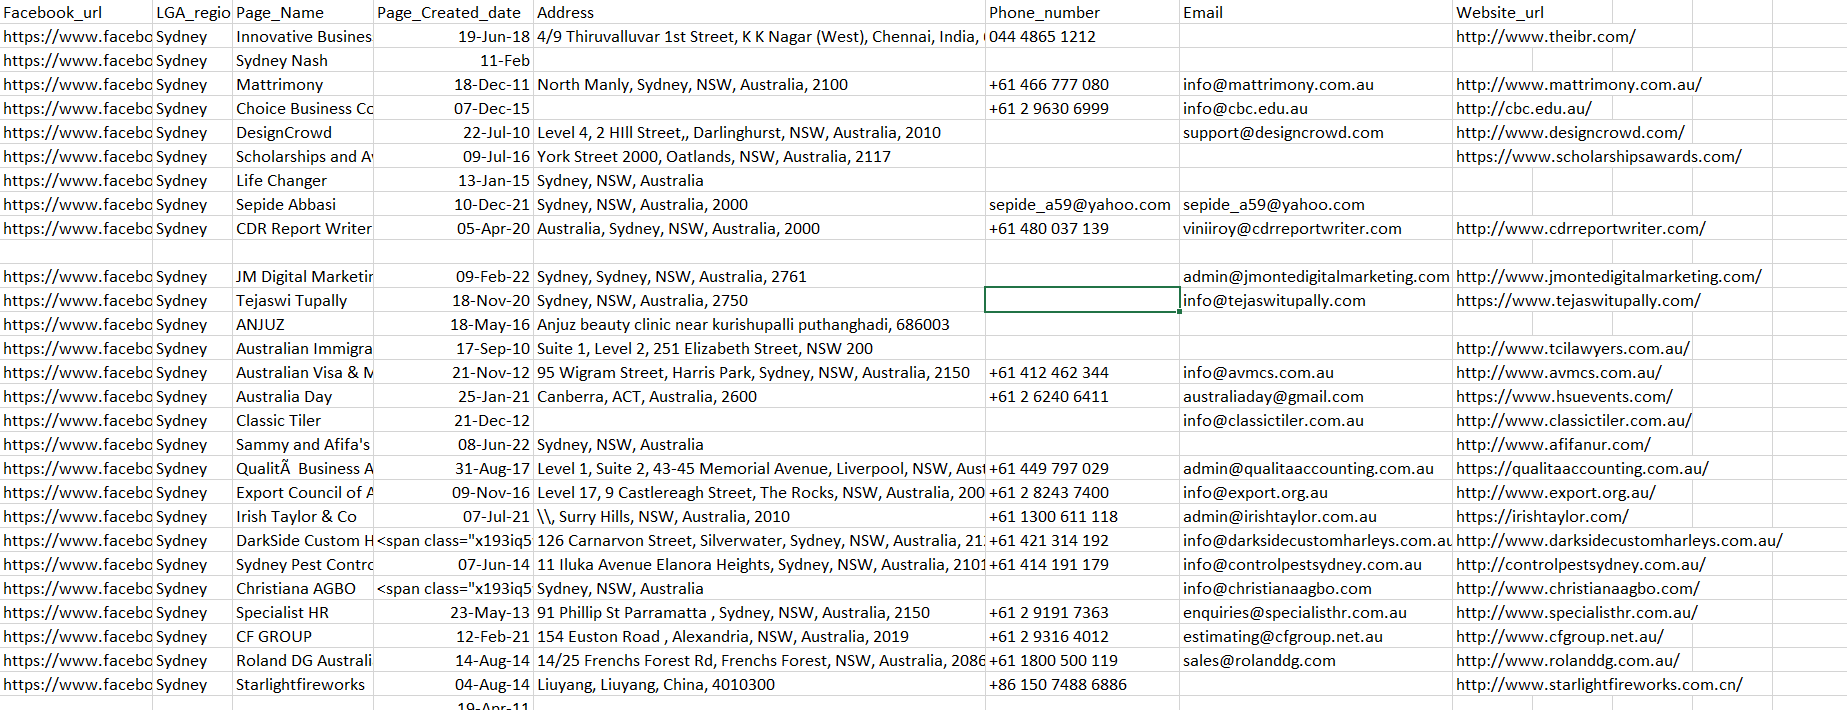 Facebook_url LGA_regio Page_Name Page_Created_date Address Phone_number Email Website_url
https://www.facebo Sydney Innovative Busines 19-Jun-18 4/9 Thiruvalluvar 1st Street, K K Nagar (West), Chennai, India, 044 4865 1212 http://www.theibr.com/
https://www.facebo Sydney Sydney Nash 11-Feb
https://www.facebo Sydney Mattrimony 18-Dec-11 North Manly, Sydney, NSW, Australia, 2100 +61 466 777 080 info@mattrimony.com.au http://www.mattrimony.com.au/
https://www.facebo Sydney Choice Business Co 07-Dec-15 +61 2 9630 6999 info@cbc.edu.au http://cbc.edu.au/
https://www.facebo Sydney DesignCrowd 22-Jul-10 Level 4, 2 HIll Street,, Darlinghurst, NSW, Australia, 2010 support@designcrowd.com http://www.designcrowd.com/
https://www.facebo Sydney Scholarships and A 09-Jul-16 York Street 2000, Oatlands, NSW, Australia, 2117 https://www.scholarshipsawards.com/
https://www.facebo Sydney Life Changer 13-Jan-15 Sydney, NSW, Australia
https://www.facebo Sydney Sepide Abbasi 10-Dec-21 Sydney, NSW, Australia, 2000 sepide_a59@yahoo.com sepide_a59@yahoo.com
https://www.facebo Sydney CDR Report Writer 05-Apr-20 Australia, Sydney, NSW, Australia, 2000 +61 480 037 139 viniiroy@cdrreportwriter.com http://www.cdrreportwriter.com/
https://www.facebo Sydney JM Digital Marketin 09-Feb-22 Sydney, Sydney, NSW, Australia, 2761 admin@jmontedigitalmarketing.com http://www.jmontedigitalmarketing.com/
https://www.facebo Sydney Tejaswi Tupally 18-Nov-20 Sydney, NSW, Australia, 2750 info@tejaswitupally.com https://www.tejaswitupally.com/
https://www.facebo Sydney ANJUZ 18-May-16 Anjuz beauty clinic near kurishupalli puthanghadi, 686003
https://www.facebo Sydney Australian Immigra 17-Sep-10 Suite 1, Level 2, 251 Elizabeth Street, NSW 200 http://www.tcilawyers.com.au/
https://www.facebo Sydney Australian Visa & M 21-Nov-12 95 Wigram Street, Harris Park, Sydney, NSW, Australia, 2150 +61 412 462 344 info@avmcs.com.au http://www.avmcs.com.au/
https://www.facebo Sydney Australia Day 25-Jan-21 Canberra, ACT, Australia, 2600 +61 2 6240 6411 australiaday@gmail.com https://www.hsuevents.com/
https://www.facebo Sydney Classic Tiler 21-Dec-12 info@classictiler.com.au http://www.classictiler.com.au/
https://www.facebo Sydney Sammy and Afifa's 08-Jun-22 Sydney, NSW, Australia http://www.afifanur.com/
https://www.facebo Sydney QualitÃ Business A 31-Aug-17 Level 1, Suite 2, 43-45 Memorial Avenue, Liverpool, NSW, Aust +61 449 797 029 admin@qualitaaccounting.com.au https://qualitaaccounting.com.au/
https://www.facebo Sydney Export Council of A 09-Nov-16 Level 17, 9 Castlereagh Street, The Rocks, NSW, Australia, 200 +61 2 8243 7400 info@export.org.au http://www.export.org.au/
https://www.facebo Sydney Irish Taylor & Co 07-Jul-21 \\, Surry Hills, NSW, Australia, 2010 +61 1300 611 118 admin@irishtaylor.com.au https://irishtaylor.com/
https://www.facebo Sydney DarkSide Custom H <span class="x193iq5 126 Carnarvon Street, Silverwater, Sydney, NSW, Australia, 212 +61 421 314 192 info@darksidecustomharleys.com.au http://www.darksidecustomharleys.com.au/
https://www.facebo Sydney Sydney Pest Contro 07-Jun-14 11 Iluka Avenue Elanora Heights, Sydney, NSW, Australia, 2101 +61 414 191 179 info@controlpestsydney.com.au http://controlpestsydney.com.au/
https://www.facebo Sydney Christiana AGBO <span class="x193iq5 Sydney, NSW, Australia info@christianaagbo.com http://www.christianaagbo.com/
https://www.facebo Sydney Specialist HR 23-May-13 91 Phillip St Parramatta , Sydney, NSW, Australia, 2150 +61 2 9191 7363 enquiries@specialisthr.com.au http://www.specialisthr.com.au/
https://www.facebo Sydney CF GROUP 12-Feb-21 154 Euston Road , Alexandria, NSW, Australia, 2019 +61 2 9316 4012 estimating@cfgroup.net.au http://www.cfgroup.net.au/
https://www.facebo Sydney Roland DG Australi 14-Aug-14 14/25 Frenchs Forest Rd, Frenchs Forest, NSW, Australia, 2086 +61 1800 500 119 sales@rolanddg.com http://www.rolanddg.com.au/
https://www.facebo Sydney Starlightfireworks 04-Aug-14 Liuyang, Liuyang, China, 4010300 +86 150 7488 6886 http://www.starlightfireworks.com.cn/
19-Apr-11